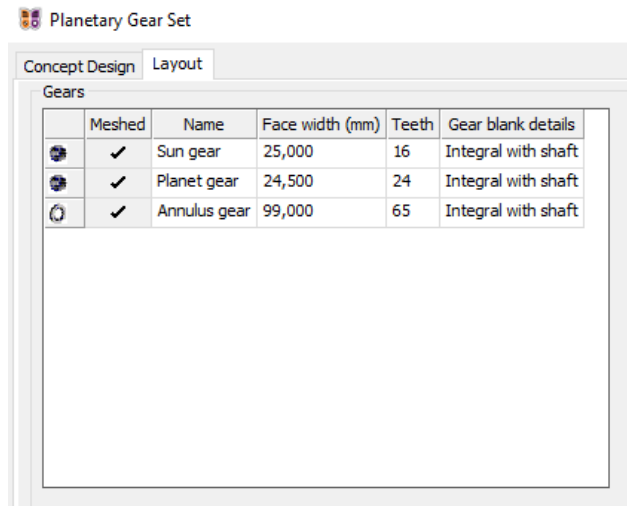 Planetary Gear Set
Concept Design Layout
Gears
Meshed Name Face width (mm) Teeth Gear blank details
✓ Sun gear 25,000 16 Integral with shaft
✓ Planet gear 24,500 24 Integral with shaft
✓ Annulus gear 99,000 65 Integral with shaft